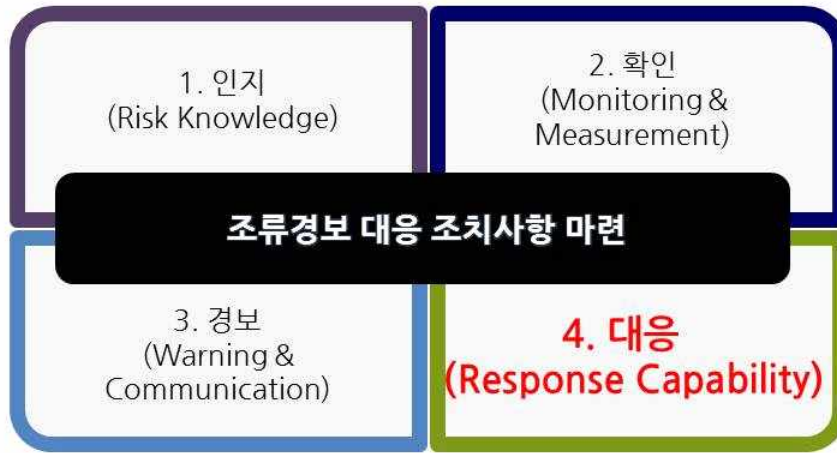 1. 인지
(Risk Knowledge)
2. 확인
(Monitoring &
Measurement)
조류경보 대응 조치사항 마련
3. 경보
(Warning &
Communication)
4. 대응
(Response Capability)